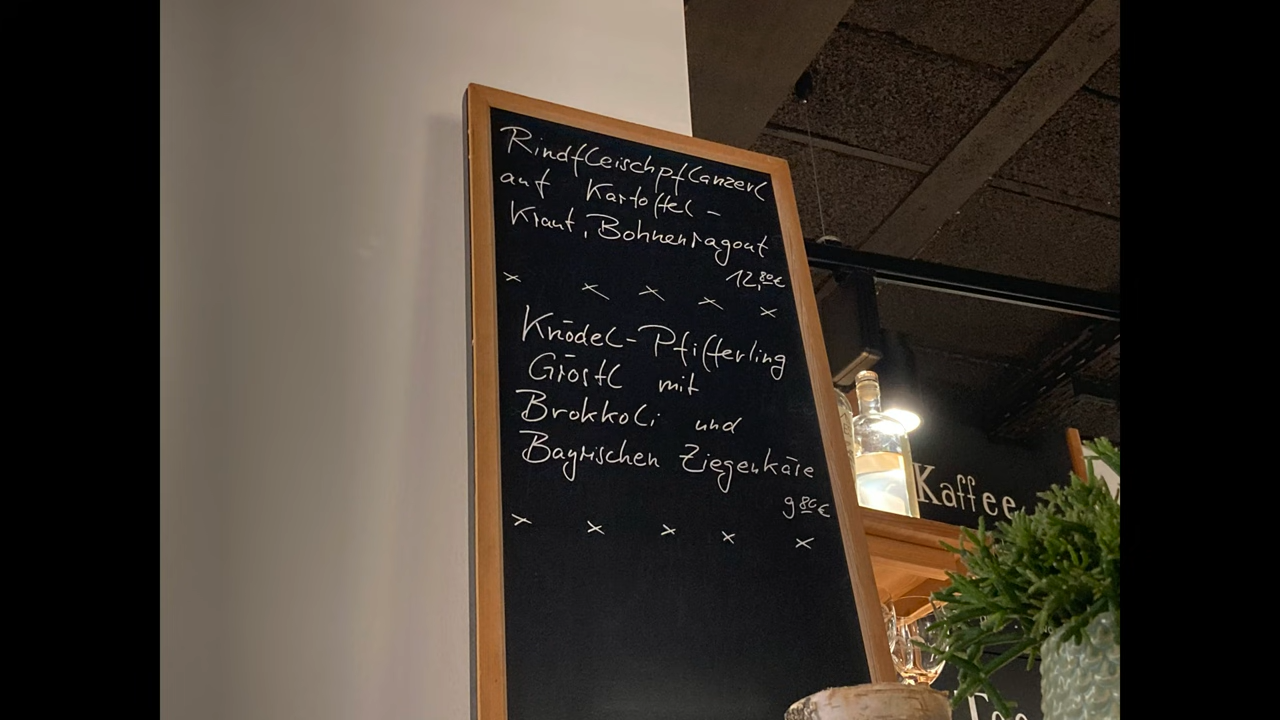 Rindfleischpflanzerl
auf Kartoffel-
Kraut, Bohnenragout
12,80€
x x x x x
Knödel-Pfifferling
Gröstl mit
Brokkoli und
Bayrischen Ziegenkäse
9 80€
x x x x x
Kaffee